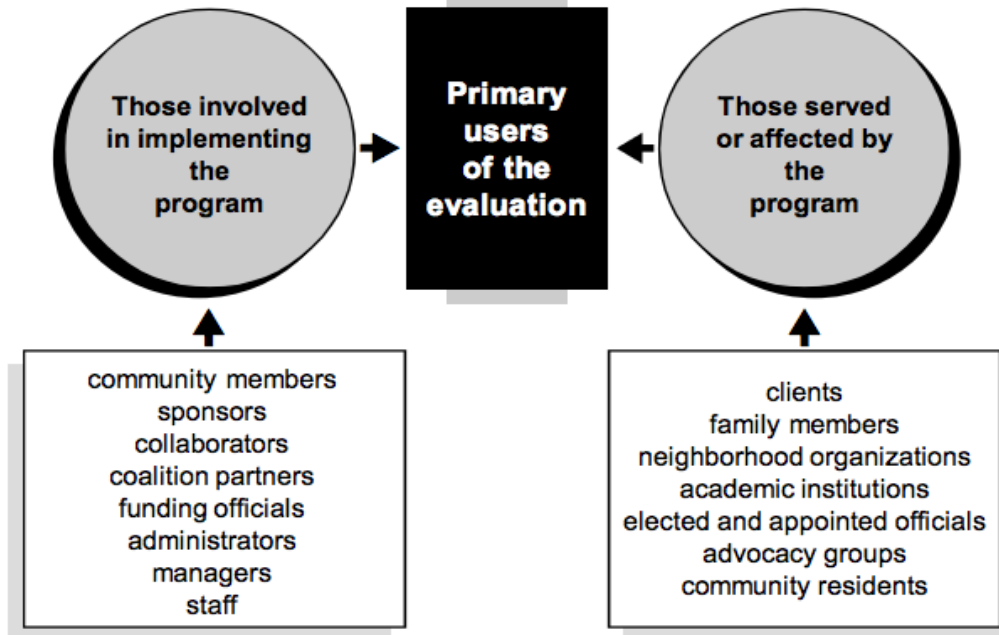 Those involved
in implementing
the
program
Primary
users
of the
evaluation
Those served
or affected by
the
program
community members
sponsors
collaborators
coalition partners
funding officials
administrators
managers
staff
clients
family members
neighborhood organizations
academic institutions
elected and appointed officials
advocacy groups
community residents